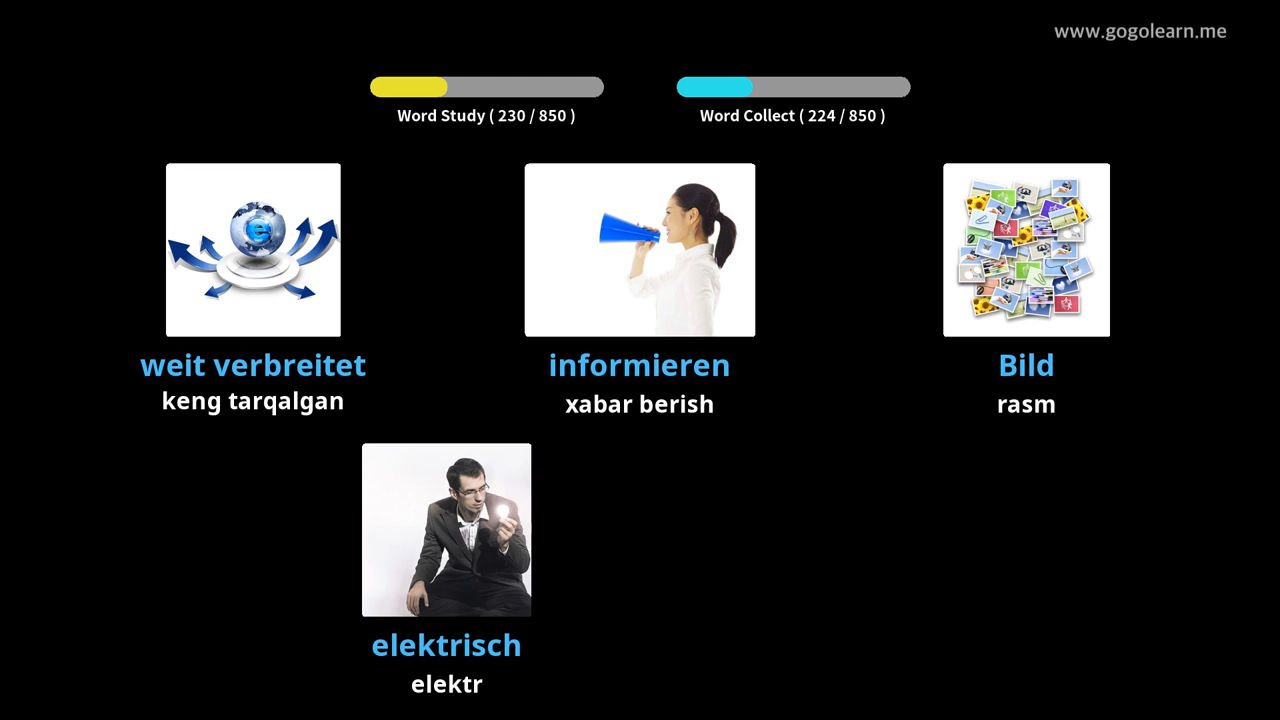 www.gogolearn.me
Word Study ( 230 / 850 )
Word Collect ( 224 / 850 )
weit verbreitet
keng tarqalgan
informieren
xabar berish
Bild
rasm
elektrisch
elektr